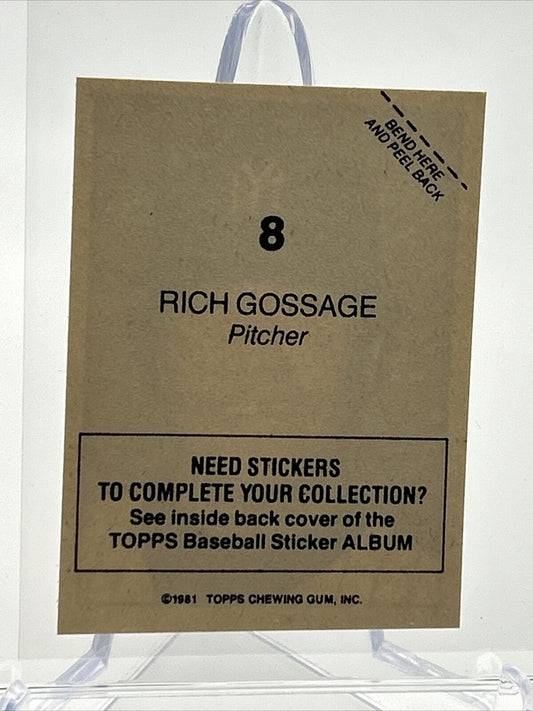 BEND HERE
AND PEEL BACK
8
RICH GOSSAGE
Pitcher
NEED STICKERS
TO COMPLETE YOUR COLLECTION?
See inside back cover of the
TOPPS Baseball Sticker ALBUM
©1981 TOPPS CHEWING GUM, INC.